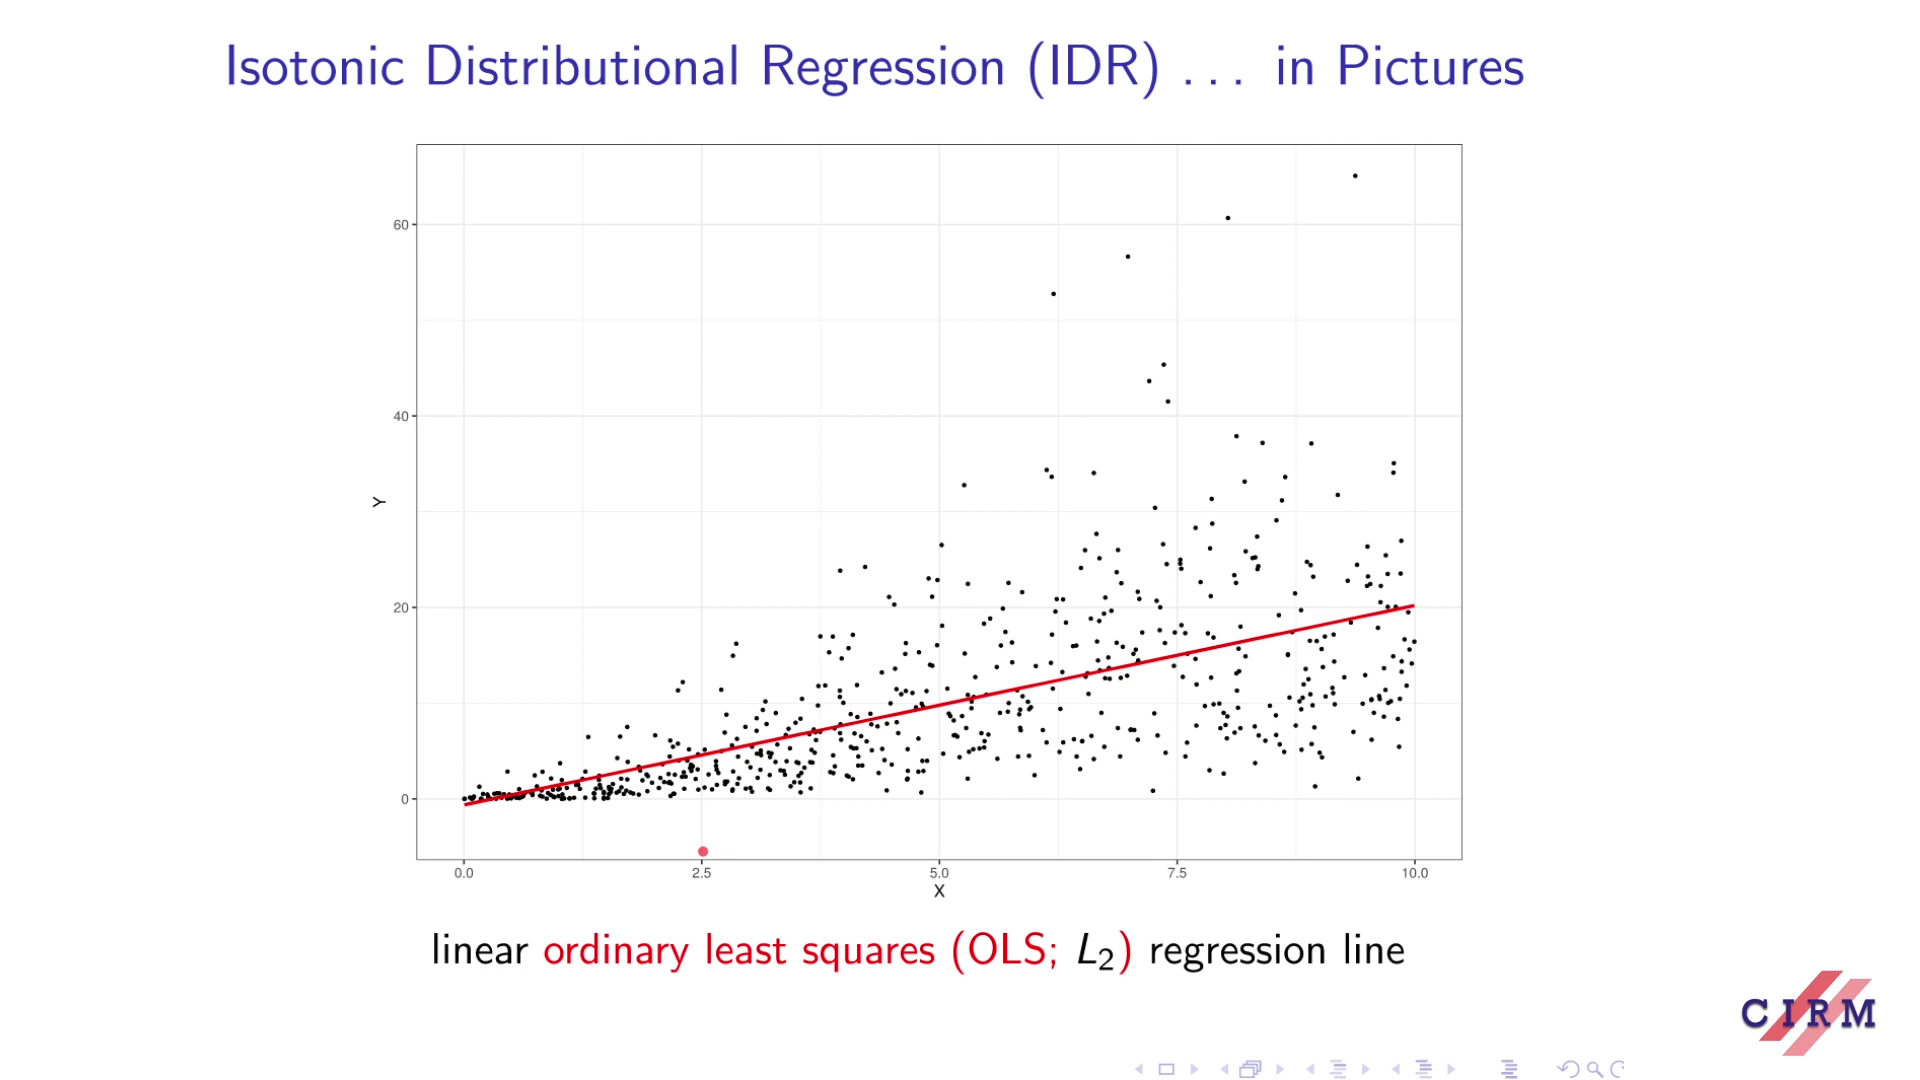 Isotonic Distributional Regression (IDR) ... in Pictures
60
40
20
0
Y
0.0 2.5 5.0 7.5 10.0
X
linear ordinary least squares (OLS; L₂) regression line
CIRM